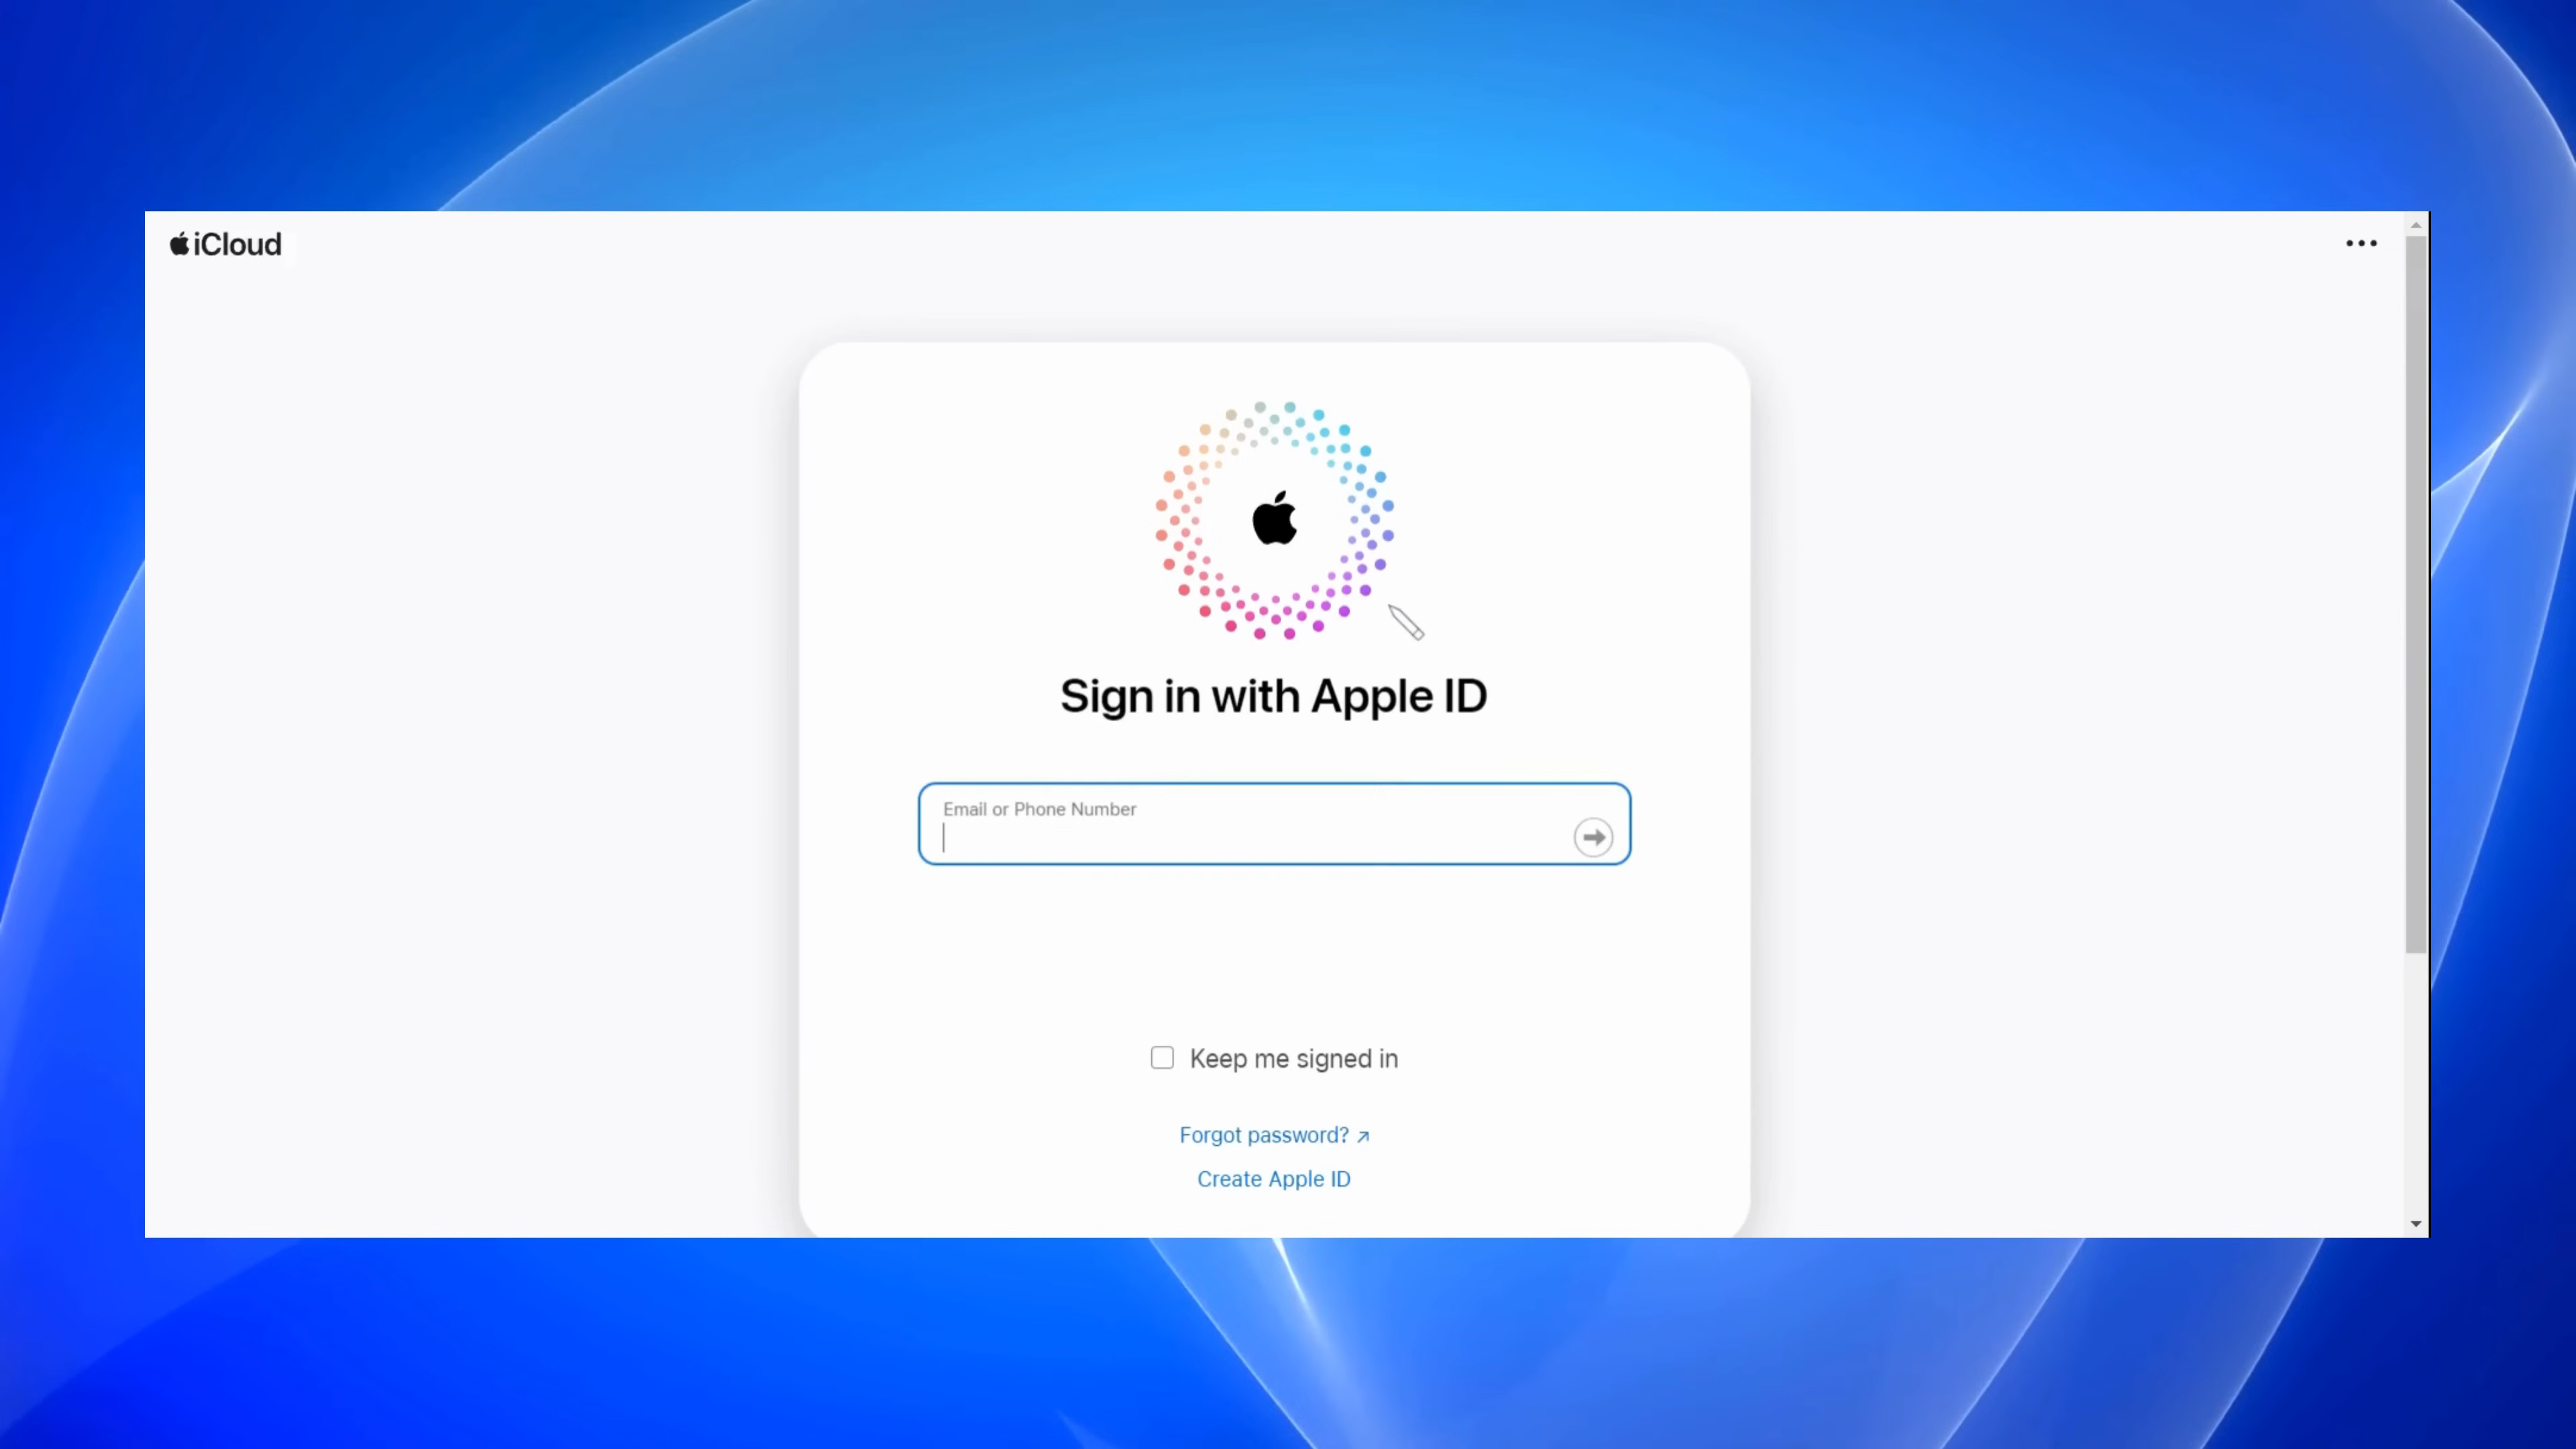 iCloud
Sign in with Apple ID
Email or Phone Number
Keep me signed in
Forgot password?
Create Apple ID